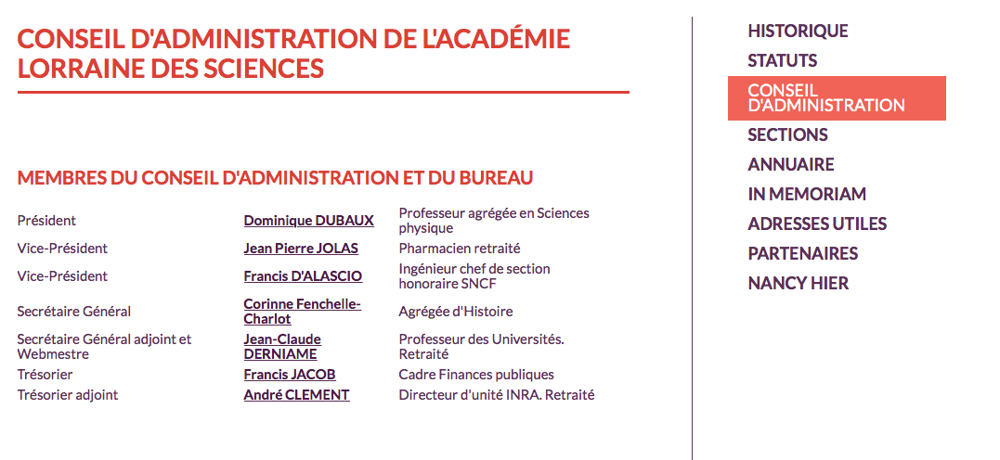 CONSEIL D'ADMINISTRATION DE L'ACADÉMIE
LORRAINE DES SCIENCES
MEMBRES DU CONSEIL D'ADMINISTRATION ET DU BUREAU
Président Dominique DUBAUX Professeur agrégée en Sciences
physique
Vice-Président Jean Pierre JOLAS Pharmacien retraité
Vice-Président Francis D'ALASCIO Ingénieur chef de section
honoraire SNCF
Secrétaire Général Corinne Fenchelle-
Charlot Agrégée d'Histoire
Secrétaire Général adjoint et
Webmestre Jean-Claude
DERNIAME Professeur des Universités.
Retraité
Trésorier Francis JACOB Cadre Finances publiques
Trésorier adjoint André CLEMENT Directeur d'unité INRA. Retraité
HISTORIQUE
STATUTS
CONSEIL
D'ADMINISTRATION
SECTIONS
ANNUAIRE
IN MEMORIAM
ADRESSES UTILES
PARTENAIRES
NANCY HIER